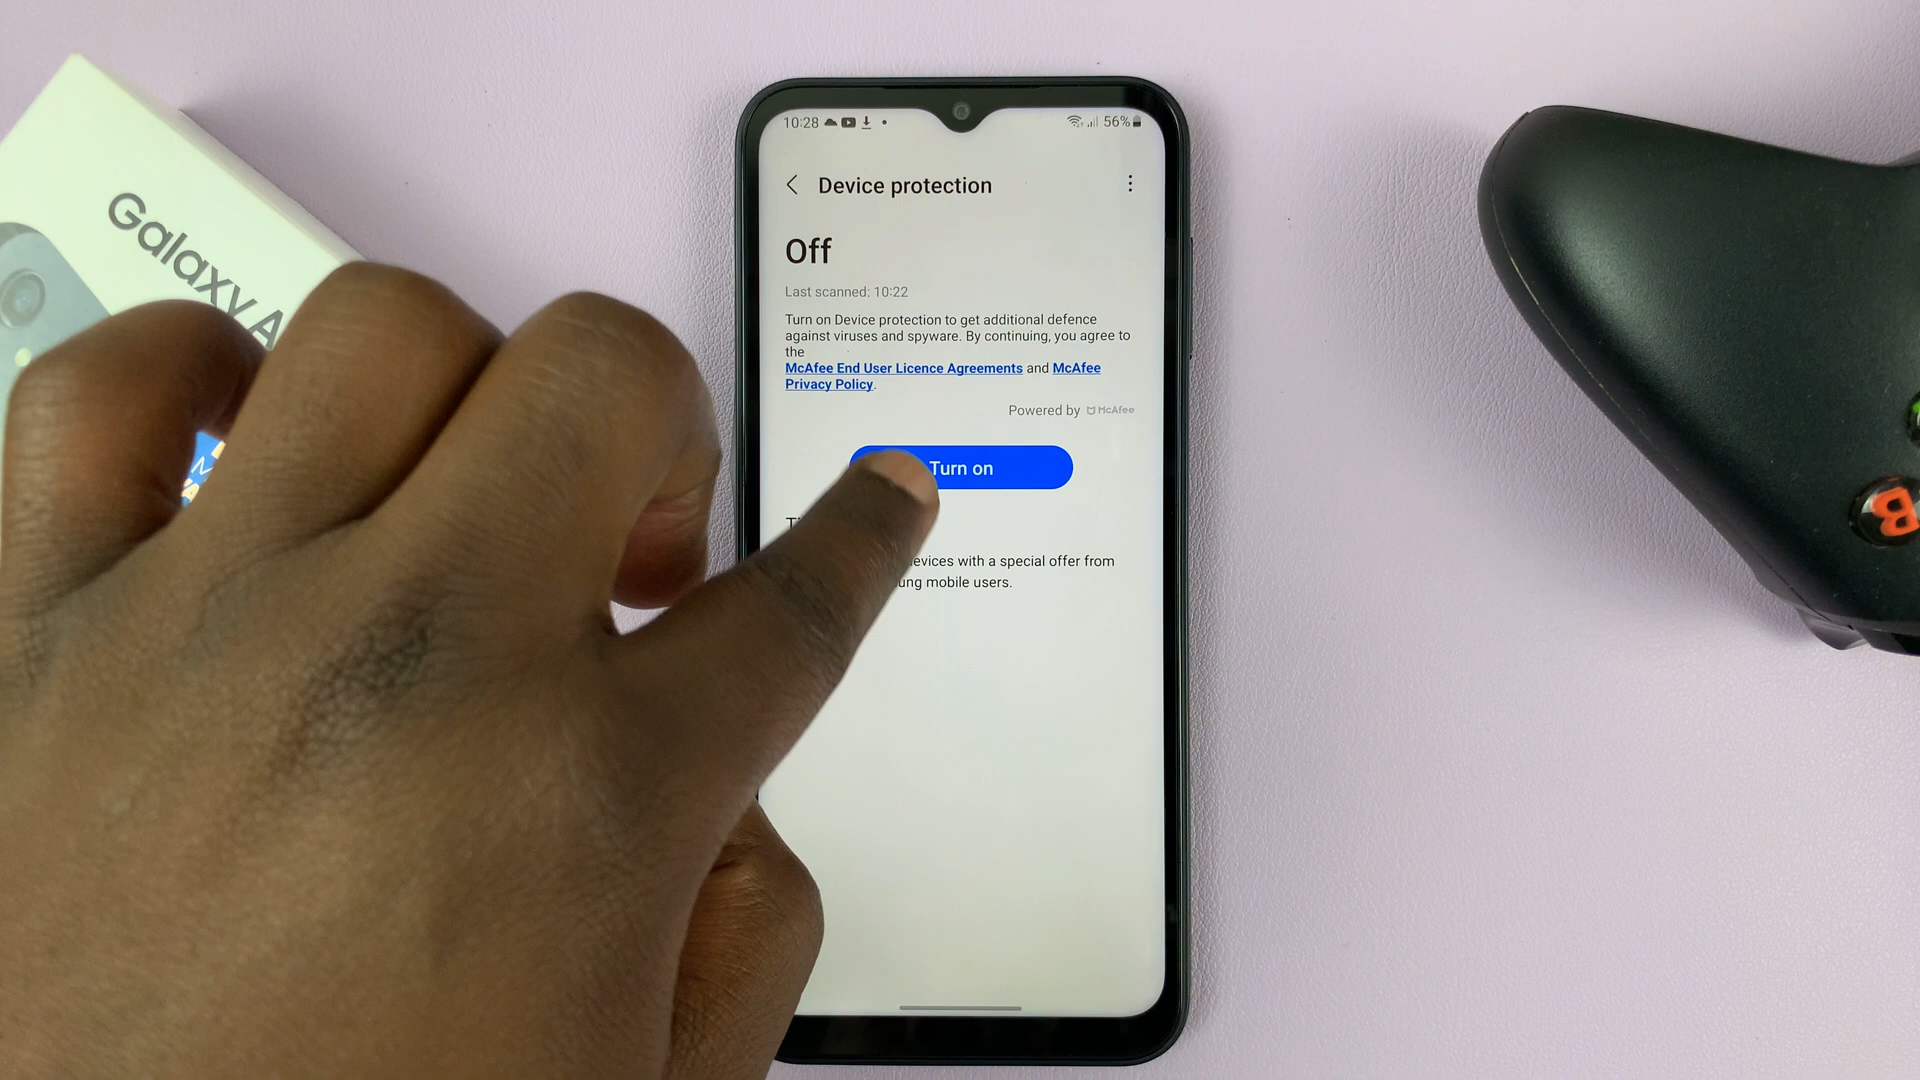 Galaxy A
10:28
56%
Device protection
Off
Last scanned: 10:22
Turn on Device protection to get additional defence
against viruses and spyware. By continuing, you agree to
the
McAfee End User Licence Agreements and McAfee
Privacy Policy.
Powered by McAfee
Turn on
devices with a special offer from
mobile users.
B